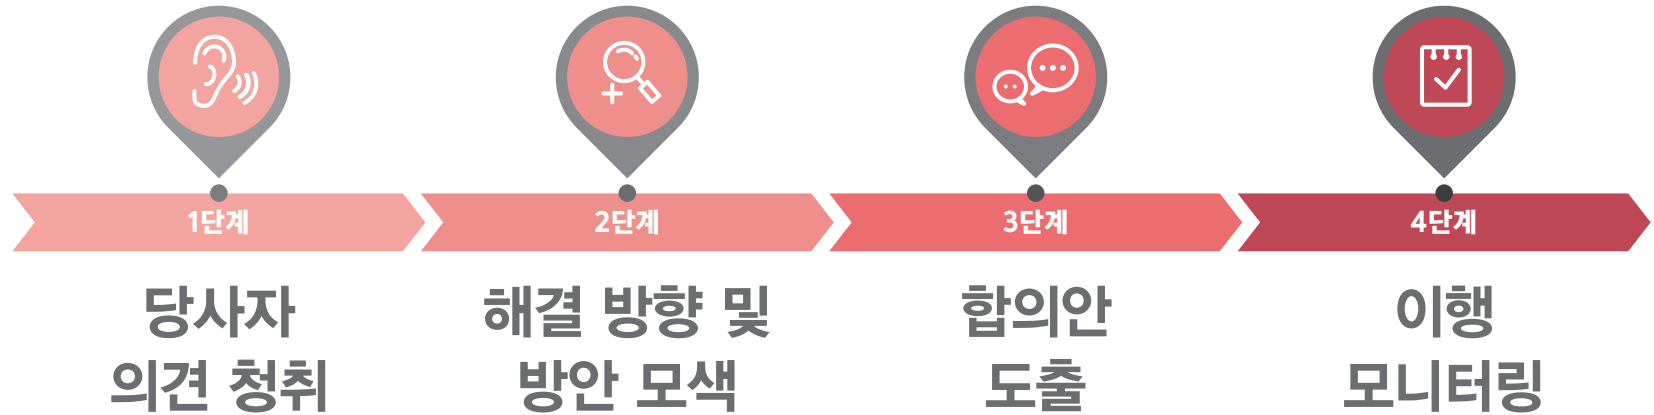 1단계
2단계
3단계
4단계
당사자
의견 청취
해결 방향 및
방안 모색
합의안
도출
이행
모니터링